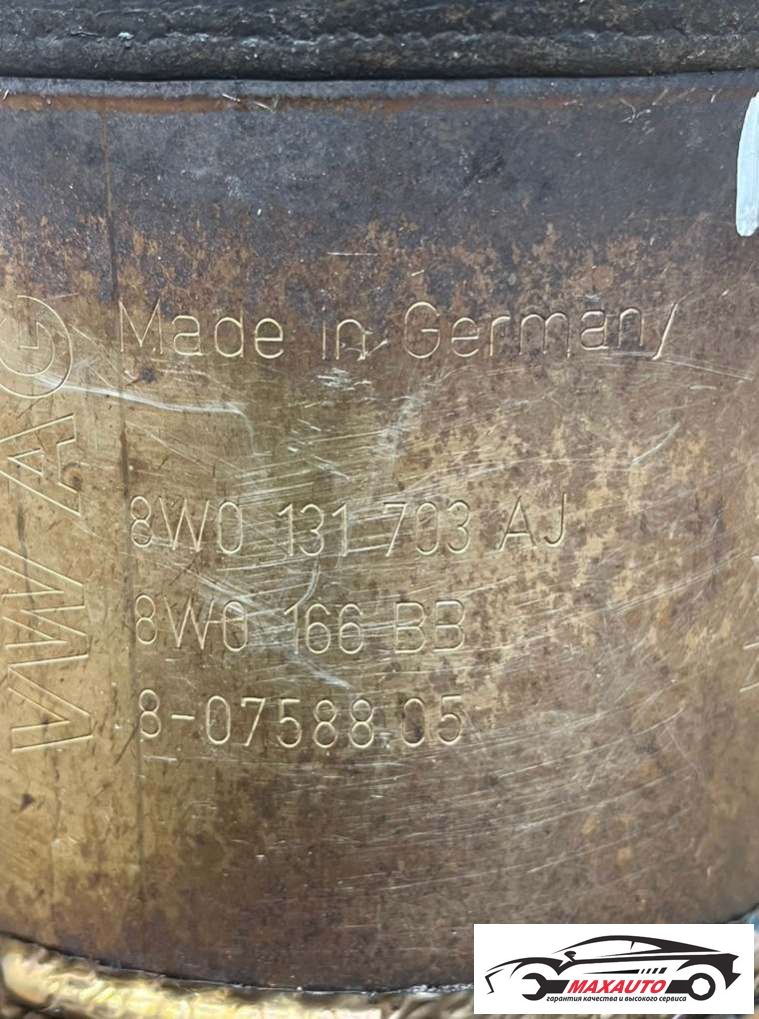 VW AG
Made in Germany
8W0 131 703 AJ
8W0 166 BB
8-07588.05
MAXAUTO
гарантия качества и высокого сервиса